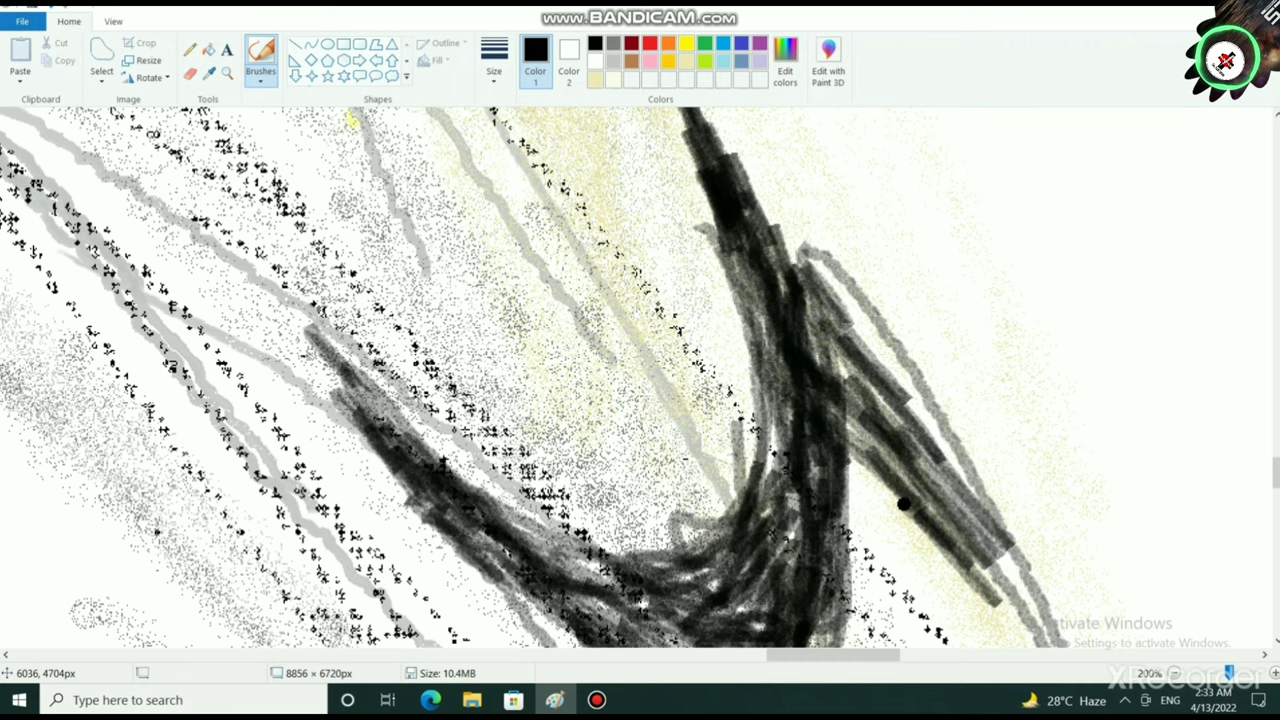 www.BANDICAM.com
File Home View
Paste
Cut
Copy
Clipboard
Select
Crop
Resize
Rotate
Image
Tools
Brushes
Shapes
Outline
Fill
Size
Color 1
Color 2
Colors
Edit colors
Edit with Paint 3D
Activate Windows
Settings to activate Windows.
6036, 4704px
8856 × 6720px
Size: 10.4MB
200%
XRecorder
Type here to search
28°C Haze
ENG
2:33 AM
4/13/2022